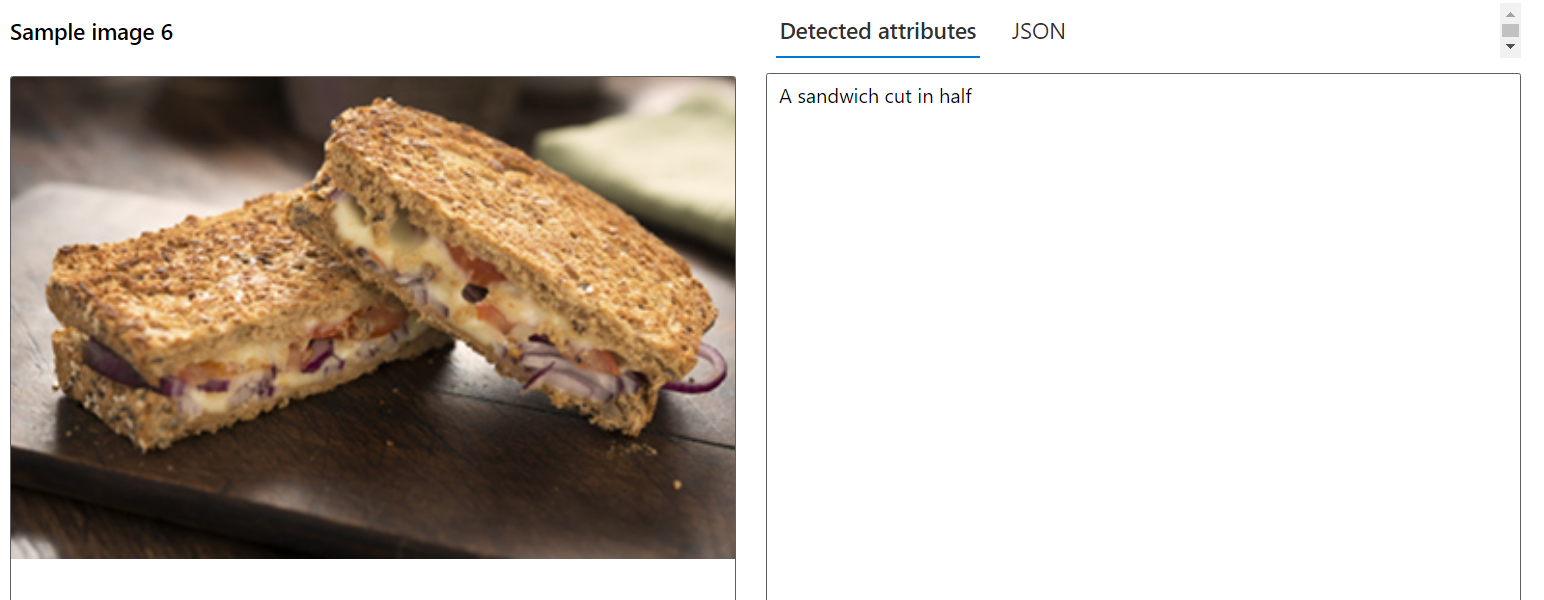 Sample image 6
Detected attributes
JSON
A sandwich cut in half